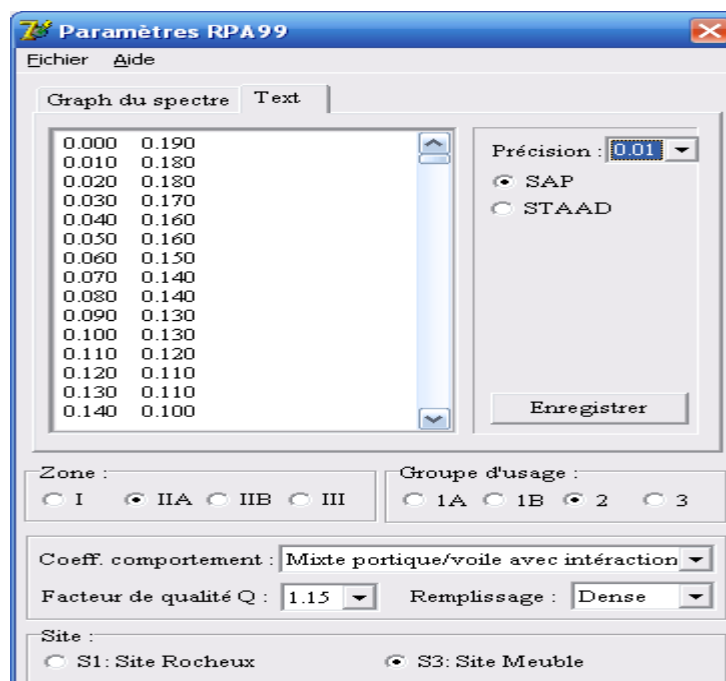 Paramètres RPA99
Fichier Aide
Graph du spectre Text
0.000 0.190
0.010 0.180
0.020 0.180
0.030 0.170
0.040 0.160
0.050 0.160
0.060 0.150
0.070 0.140
0.080 0.140
0.090 0.130
0.100 0.130
0.110 0.120
0.120 0.110
0.130 0.110
0.140 0.100
Précision : 0.01
SAP
STAAD
Enregistrer
Zone :
I IIA IIB III
Groupe d'usage :
1A 1B 2 3
Coeff. comportement : Mixte portique/voile avec intéraction
Facteur de qualité Q : 1.15 Remplissage : Dense
Site :
S1: Site Rocheux S3: Site Meuble